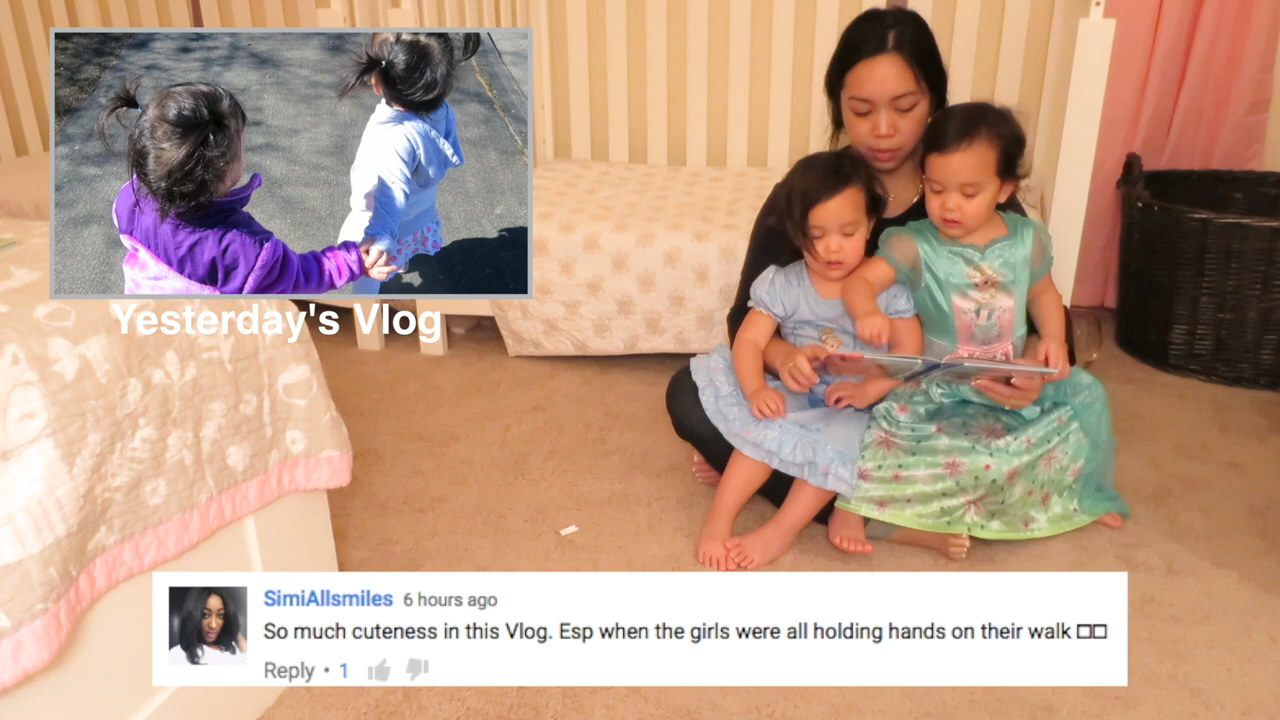 Yesterday's Vlog
SimiAllsmiles 6 hours ago
So much cuteness in this Vlog. Esp when the girls were all holding hands on their walk □□
Reply • 1